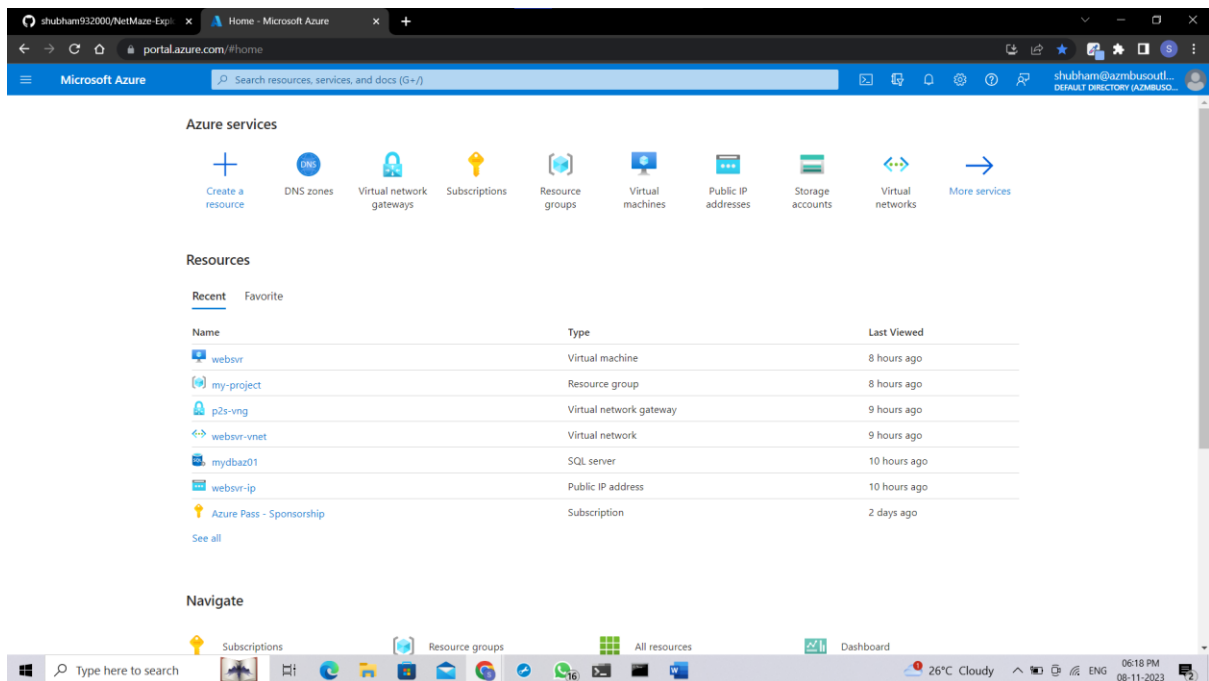 shubham932000/NetMaze-Expl
Home - Microsoft Azure
portal.azure.com/#home
S
Microsoft Azure
Search resources, services, and docs (G+/)
shubham@azmbusoutl...
DEFAULT DIRECTORY (AZMBUSO...
Azure services
DNS
Create a resource
DNS zones
Virtual network gateways
Subscriptions
Resource groups
Virtual machines
Public IP addresses
Storage accounts
Virtual networks
More services
Resources
Recent Favorite
Name Type Last Viewed
websvr Virtual machine 8 hours ago
my-project Resource group 8 hours ago
p2s-vng Virtual network gateway 9 hours ago
websvr-vnet Virtual network 9 hours ago
mydbaz01 SQL server 10 hours ago
websvr-ip Public IP address 10 hours ago
Azure Pass - Sponsorship Subscription 2 days ago
See all
Navigate
Subscriptions Resource groups All resources Dashboard
Type here to search
16
26°C Cloudy
ENG
06:18 PM
08-11-2023
2